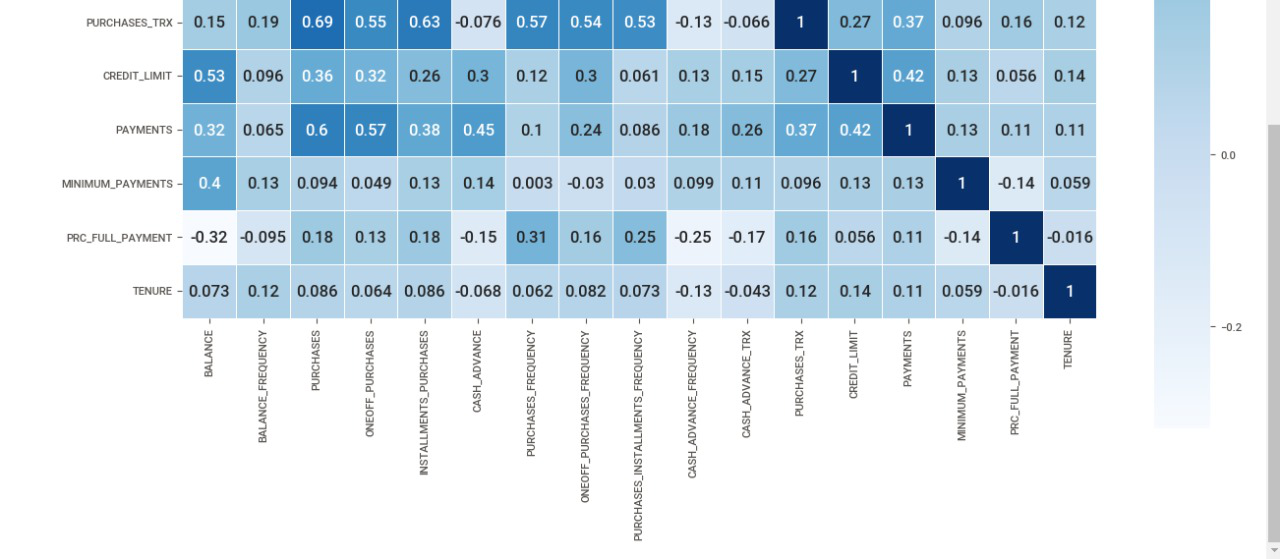 PURCHASES_TRX 0.15 0.19 0.69 0.55 0.63 -0.076 0.57 0.54 0.53 -0.13 -0.066 1 0.27 0.37 0.096 0.16 0.12
CREDIT_LIMIT 0.53 0.096 0.36 0.32 0.26 0.3 0.12 0.3 0.061 0.13 0.15 0.27 1 0.42 0.13 0.056 0.14
PAYMENTS 0.32 0.065 0.6 0.57 0.38 0.45 0.1 0.24 0.086 0.18 0.26 0.37 0.42 1 0.13 0.11 0.11
0.0
MINIMUM_PAYMENTS 0.4 0.13 0.094 0.049 0.13 0.14 0.003 -0.03 0.03 0.099 0.11 0.096 0.13 0.13 1 -0.14 0.059
PRC_FULL_PAYMENT -0.32 -0.095 0.18 0.13 0.18 -0.15 0.31 0.16 0.25 -0.25 -0.17 0.16 0.056 0.11 -0.14 1 -0.016
TENURE 0.073 0.12 0.086 0.064 0.086 -0.068 0.062 0.082 0.073 -0.13 -0.043 0.12 0.14 0.11 0.059 -0.016 1
-0.2
BALANCE
BALANCE_FREQUENCY
PURCHASES
ONEOFF_PURCHASES
INSTALLMENTS_PURCHASES
CASH_ADVANCE
PURCHASES_FREQUENCY
ONEOFF_PURCHASES_FREQUENCY
PURCHASES_INSTALLMENTS_FREQUENCY
CASH_ADVANCE_FREQUENCY
CASH_ADVANCE_TRX
PURCHASES_TRX
CREDIT_LIMIT
PAYMENTS
MINIMUM_PAYMENTS
PRC_FULL_PAYMENT
TENURE